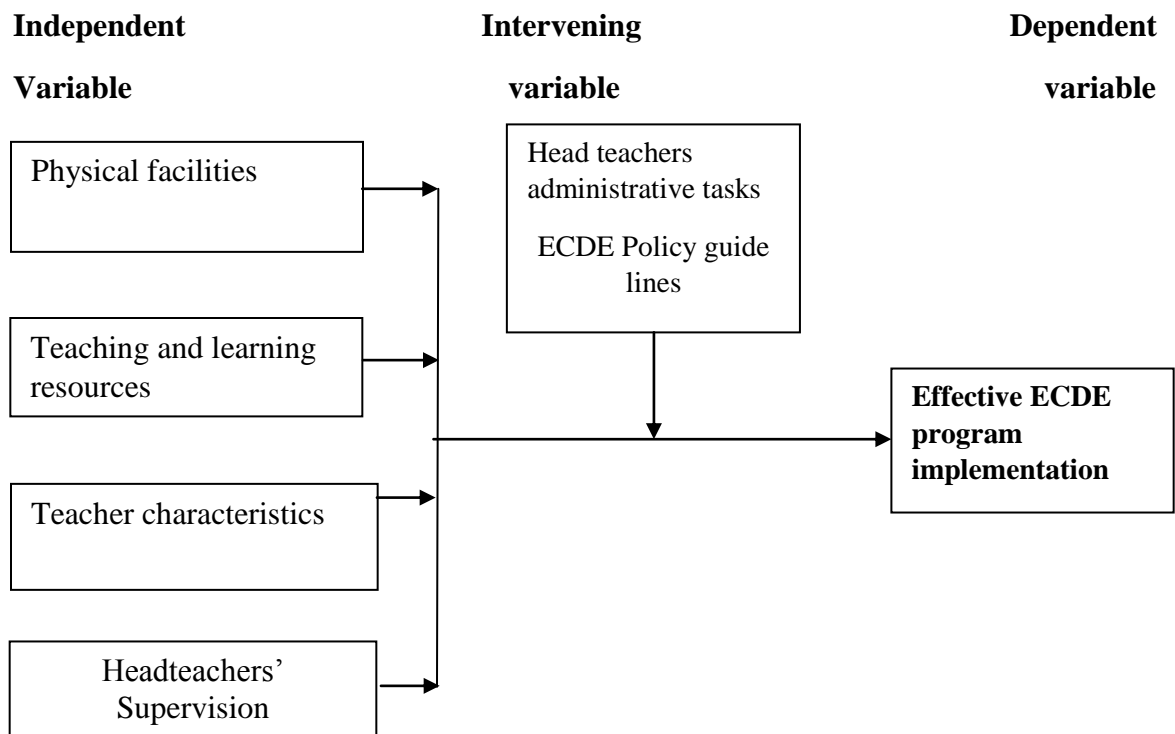 Independent
Variable
Intervening
variable
Dependent
variable
Physical facilities
Teaching and learning
resources
Teacher characteristics
Headteachers’
Supervision
Head teachers
administrative tasks
ECDE Policy guide
lines
Effective ECDE
program
implementation